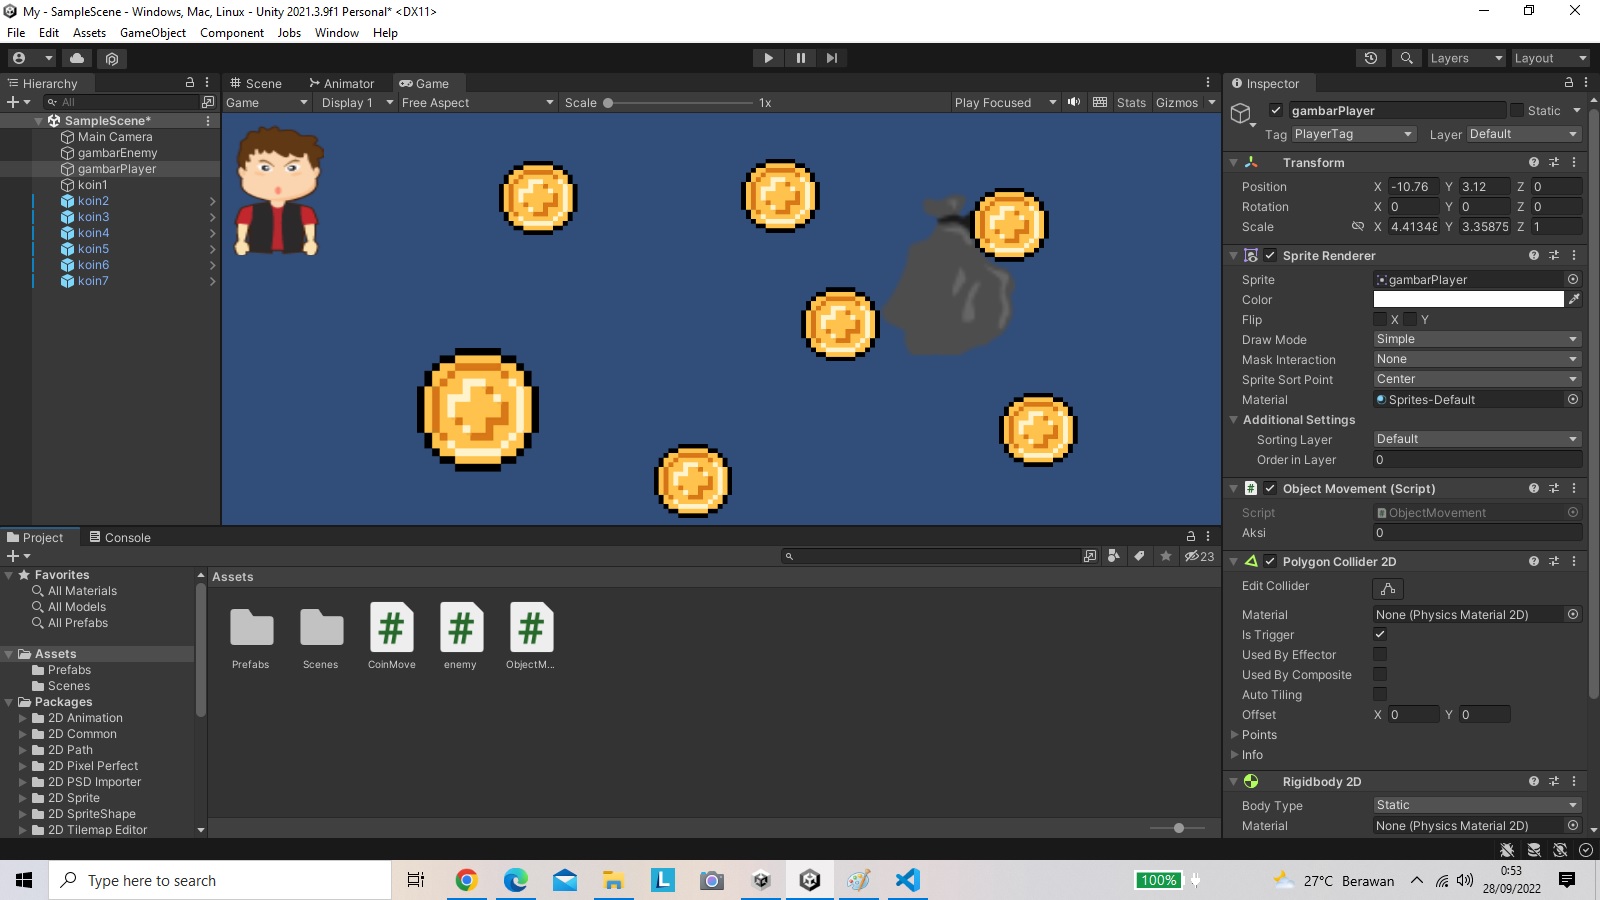 My - SampleScene - Windows, Mac, Linux - Unity 2021.3.9f1 Personal* <DX11>
File Edit Assets GameObject Component Jobs Window Help
Layers Layout
Hierarchy
All
SampleScene*
Main Camera
gambarEnemy
gambarPlayer
koin1
koin2
koin3
koin4
koin5
koin6
koin7
Scene Animator Game
Game Display 1 Free Aspect Scale 1x Play Focused Stats Gizmos
Inspector
gambarPlayer Static
Tag PlayerTag Layer Default
Transform
Position X -10.76 Y 3.12 Z 0
Rotation X 0 Y 0 Z 0
Scale X 4.41348 Y 3.35875 Z 1
Sprite Renderer
Sprite gambarPlayer
Color
Flip X Y
Draw Mode Simple
Mask Interaction None
Sprite Sort Point Center
Material Sprites-Default
Additional Settings
Sorting Layer Default
Order in Layer 0
# Object Movement (Script)
Script ObjectMovement
Aksi 0
Polygon Collider 2D
Edit Collider
Material None (Physics Material 2D)
Is Trigger
Used By Effector
Used By Composite
Auto Tiling
Offset X 0 Y 0
Points
Info
Rigidbody 2D
Body Type Static
Material None (Physics Material 2D)
Project Console
23
Favorites
All Materials
All Models
All Prefabs
Assets
Prefabs
Scenes
Packages
2D Animation
2D Common
2D Path
2D Pixel Perfect
2D PSD Importer
2D Sprite
2D SpriteShape
2D Tilemap Editor
Assets
# # #
Prefabs Scenes CoinMove enemy ObjectM...
Type here to search
L
100%
27°C Berawan
0:53
28/09/2022